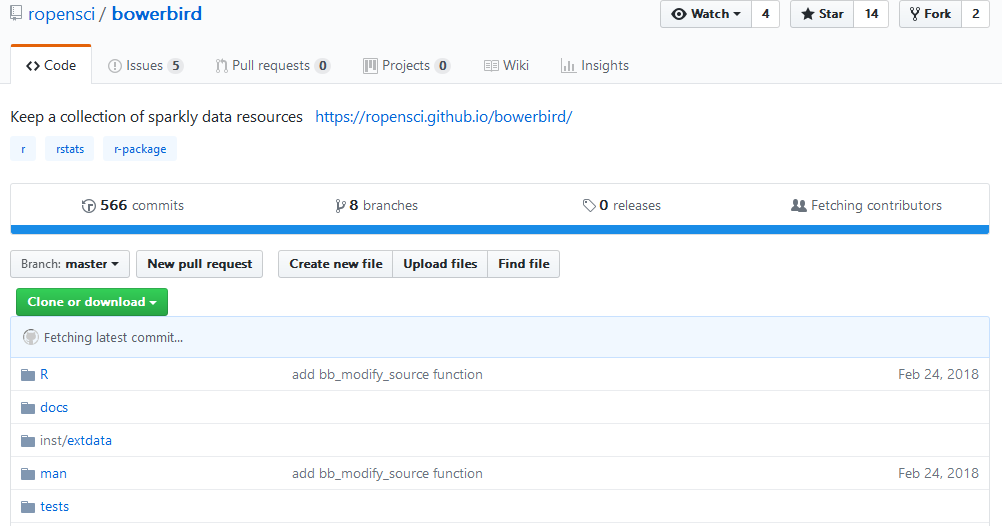 ropensci / bowerbird
Watch 4 Star 14 Fork 2
Code Issues 5 Pull requests 0 Projects 0 Wiki Insights
Keep a collection of sparkly data resources https://ropensci.github.io/bowerbird/
r rstats r-package
566 commits 8 branches 0 releases Fetching contributors
Branch: master New pull request Create new file Upload files Find file
Clone or download
Fetching latest commit...
R add bb_modify_source function Feb 24, 2018
docs
inst/extdata
man add bb_modify_source function Feb 24, 2018
tests